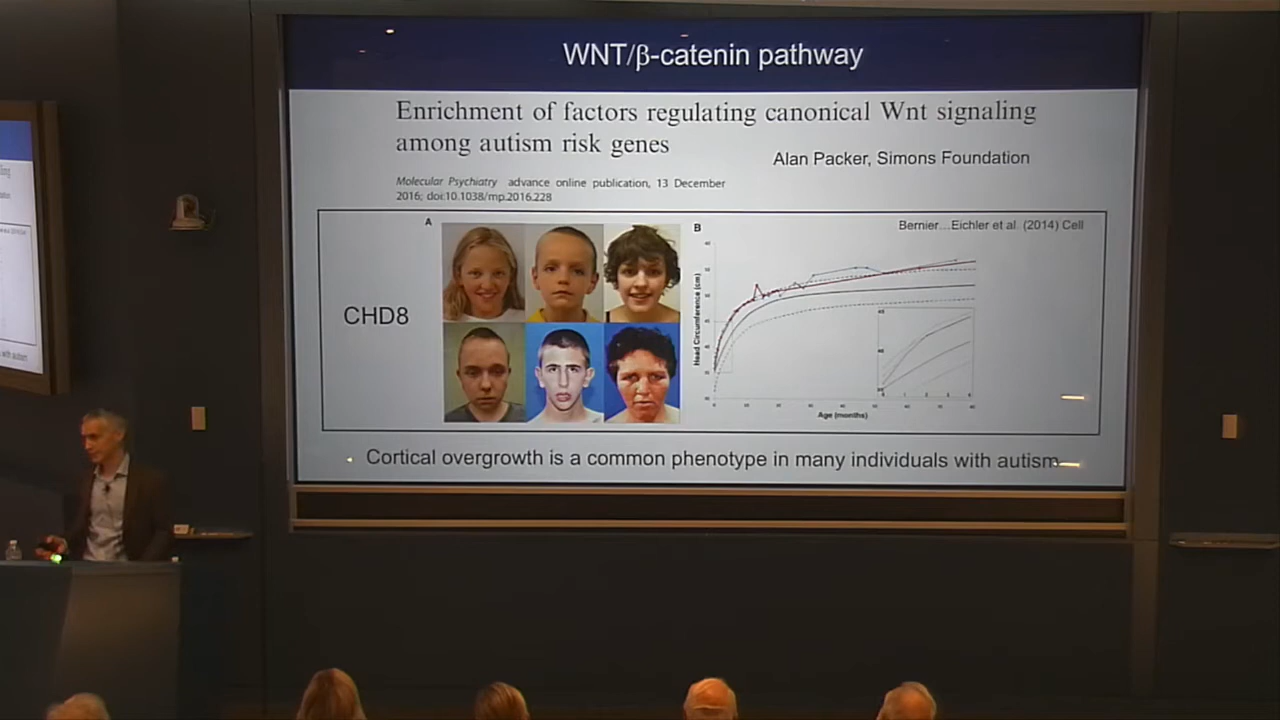 WNT/β-catenin pathway
Enrichment of factors regulating canonical Wnt signaling
among autism risk genes
Alan Packer, Simons Foundation
Molecular Psychiatry advance online publication, 13 December
2016; doi:10.1038/mp.2016.228
A
B
Bernier...Eichler et al. (2014) Cell
CHD8
Head Circumference (cm)
Age (months)
Cortical overgrowth is a common phenotype in many individuals with autism
with autism